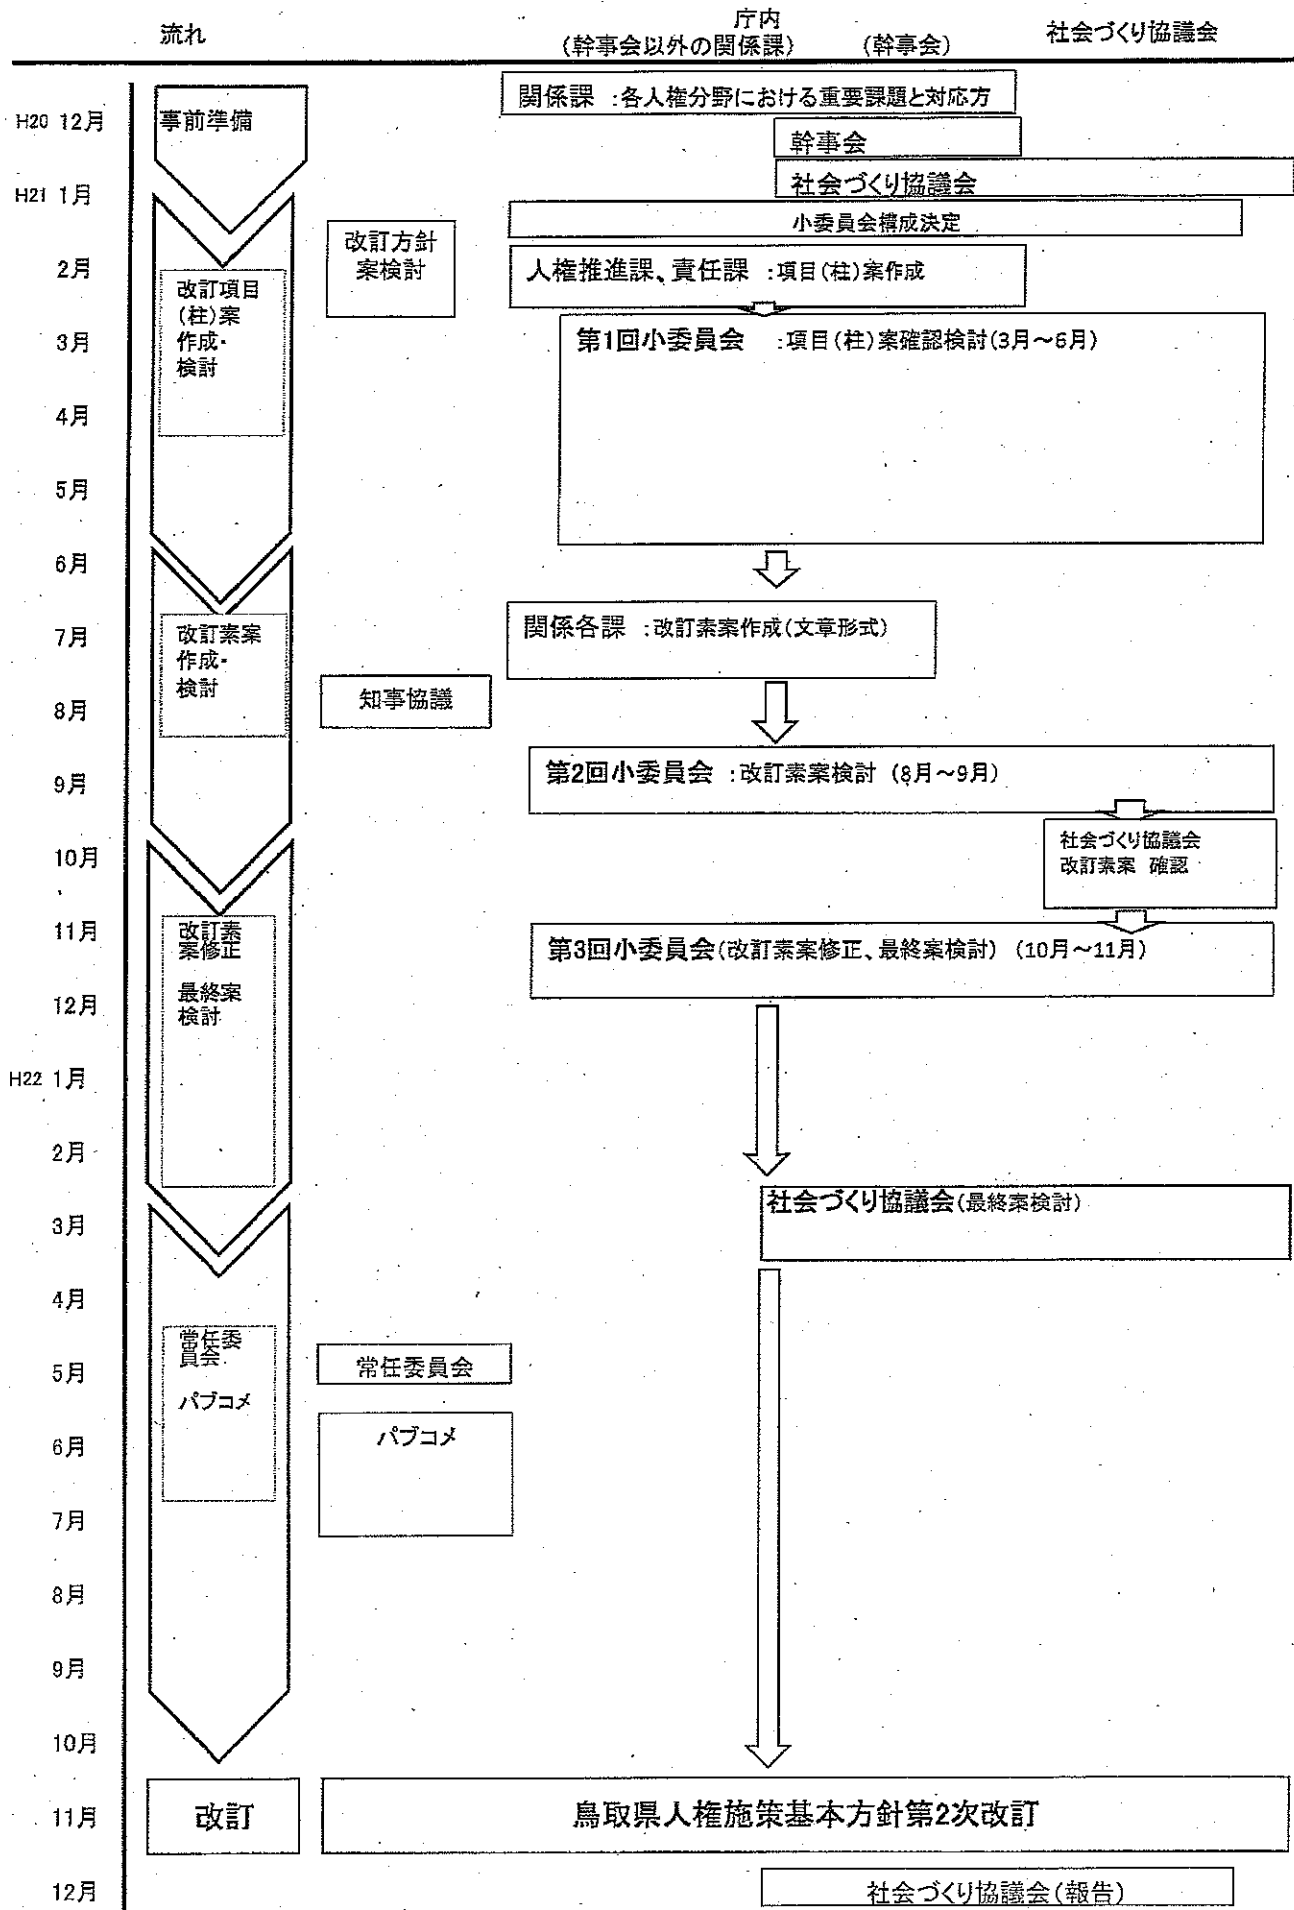 流れ
庁内
(幹事会以外の関係課)
(幹事会)
社会づくり協議会
関係課 :各人権分野における重要課題と対応方
H20 12月
事前準備
幹事会
社会づくり協議会
H21 1月
小委員会構成決定
改訂方針
案検討
2月
人権推進課、責任課 :項目(柱)案作成
改訂項目
(柱)案
作成・
検討
3月
第1回小委員会 :項目(柱)案確認検討(3月～6月)
4月
5月
6月
7月
改訂素案
作成・
検討
関係各課 :改訂素案作成(文章形式)
8月
知事協議
9月
第2回小委員会 :改訂素案検討 (8月～9月)
10月
社会づくり協議会
改訂素案 確認
11月
改訂素
案修正
最終案
検討
第3回小委員会(改訂素案修正、最終案検討) (10月～11月)
12月
H22 1月
2月
3月
社会づくり協議会(最終案検討)
4月
常任委
員会
パブコメ
5月
常任委員会
6月
パブコメ
7月
8月
9月
10月
11月
改訂
鳥取県人権施策基本方針第2次改訂
12月
社会づくり協議会(報告)